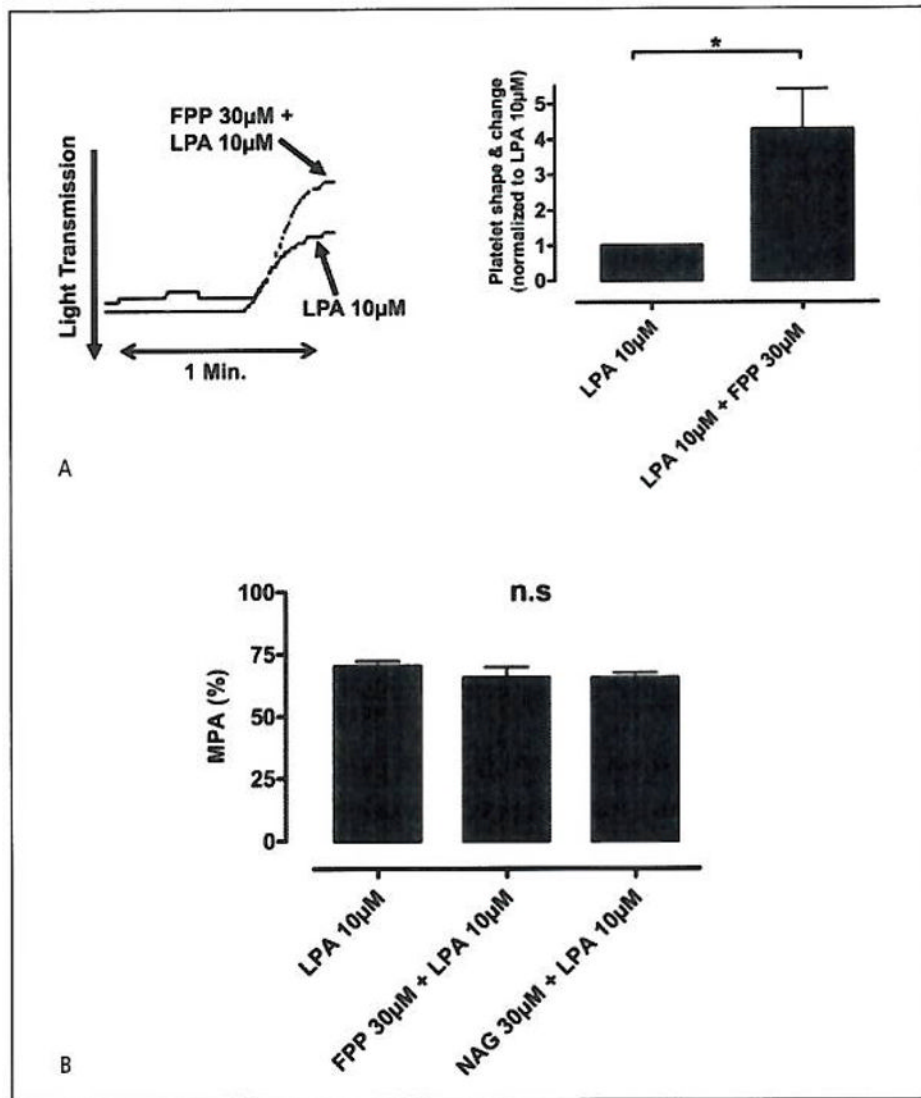 FPP 30µM +
LPA 10µM
Light Transmission
LPA 10µM
1 Min.
*
Platelet shape & change
(normalized to LPA 10µM)
5
4
3
2
1
0
LPA 10µM
LPA 10µM + FPP 30µM
A
n.s
MPA (%)
100
75
50
25
0
LPA 10µM
FPP 30µM + LPA 10µM
NAG 30µM + LPA 10µM
B